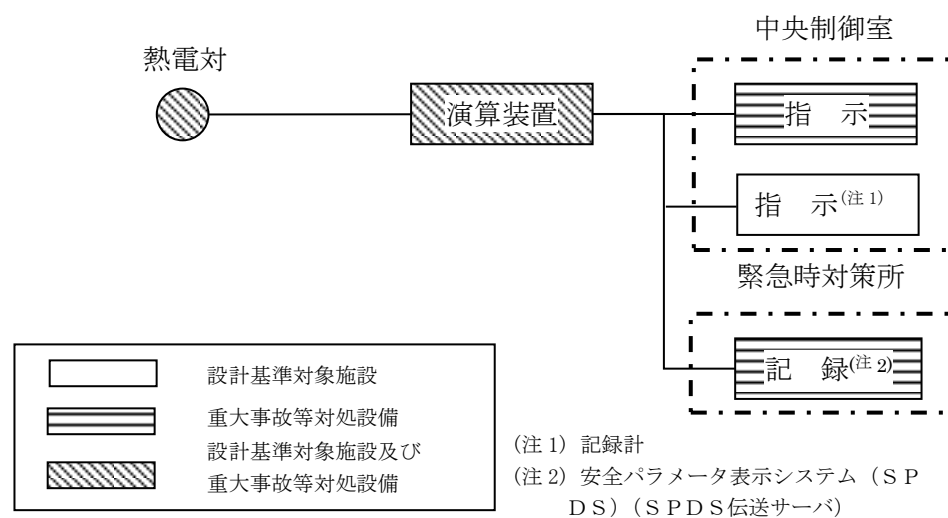 中央制御室
熱電対
演算装置
指 示
指 示(注1)
緊急時対策所
記 録(注2)
設計基準対象施設
重大事故等対処設備
設計基準対象施設及び
重大事故等対処設備
(注1) 記録計
(注2) 安全パラメータ表示システム(SP
DS)(SPDS伝送サーバ)